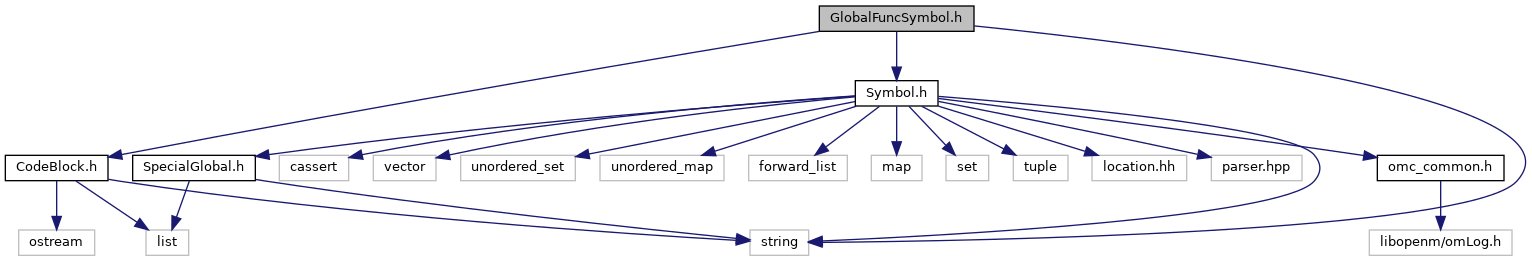 GlobalFuncSymbol.h
Symbol.h
CodeBlock.h
SpecialGlobal.h
cassert
vector
unordered_set
unordered_map
forward_list
map
set
tuple
location.hh
parser.hpp
omc_common.h
ostream
list
string
libopenm/omLog.h